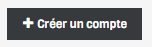 + Créer un compte